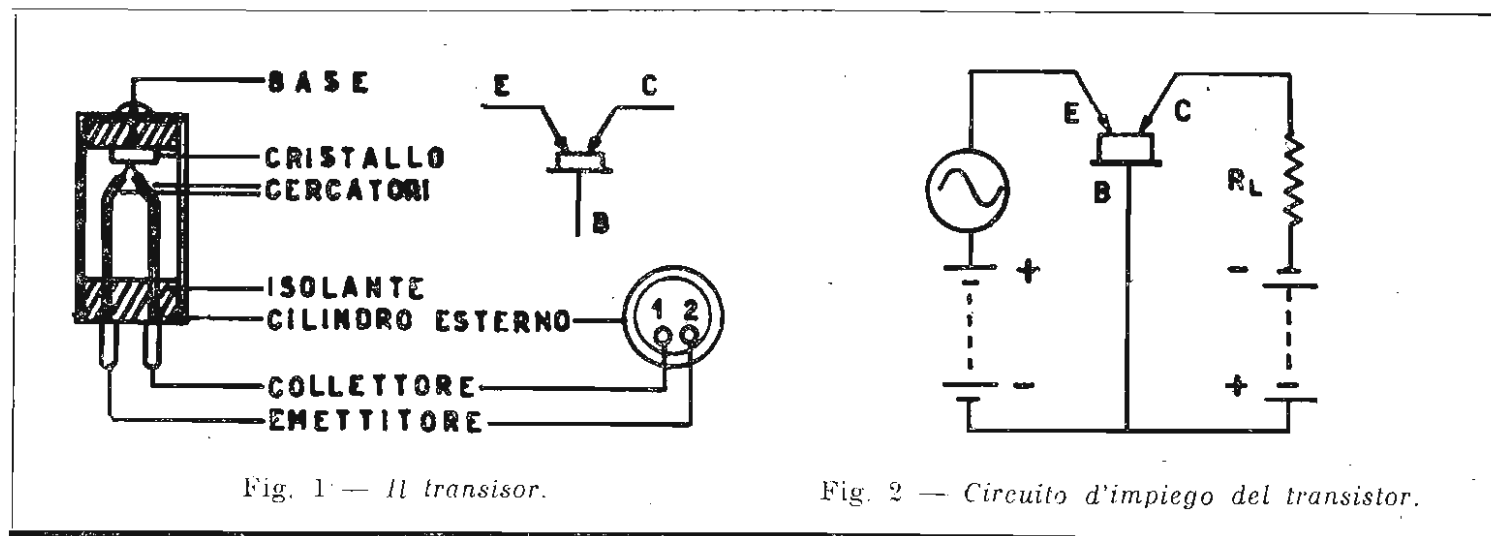 BASE
CRISTALLO
CERCATORI
ISOLANTE
CILINDRO ESTERNO
COLLETTORE
EMETTITORE
E C
B
1 2
Fig. 1 — Il transisor.
E C
B
R_L
+ -
- +
Fig. 2 — Circuito d'impiego del transistor.